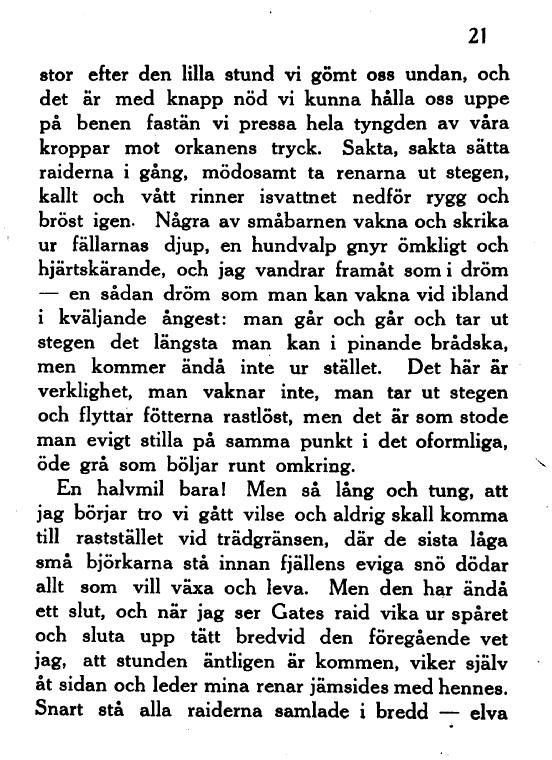 21
stor efter den lilla stund vi gömt oss undan, och
det är med knapp nöd vi kunna hålla oss uppe
på benen fastän vi pressa hela tyngden av våra
kroppar mot orkanens tryck. Sakta, sakta sätta
raiderna i gång, mödosamt ta renarna ut stegen,
kallt och vått rinner isvattnet nedför rygg och
bröst igen. Några av småbarnen vakna och skrika
ur fällarnas djup, en hundvalp gnyr ömkligt och
hjärtskärande, och jag vandrar framåt som i dröm
— en sådan dröm som man kan vakna vid ibland
i kväljande ångest: man går och går och tar ut
stegen det längsta man kan i pinande brådska,
men kommer ändå inte ur stället. Det här är
verklighet, man vaknar inte, man tar ut stegen
och flyttar fötterna rastlöst, men det är som stode
man evigt stilla på samma punkt i det oformliga,
öde grå som böljar runt omkring.
En halvmil bara! Men så lång och tung, att
jag börjar tro vi gått vilse och aldrig skall komma
till raststället vid trädgränsen, där de sista låga
små björkarna stå innan fjällens eviga snö dödar
allt som vill växa och leva. Men den har ändå
ett slut, och när jag ser Gates raid vika ur spåret
och sluta upp tätt bredvid den föregående vet
jag, att stunden äntligen är kommen, viker själv
åt sidan och leder mina renar jämsides med hennes.
Snart stå alla raiderna samlade i bredd — elva